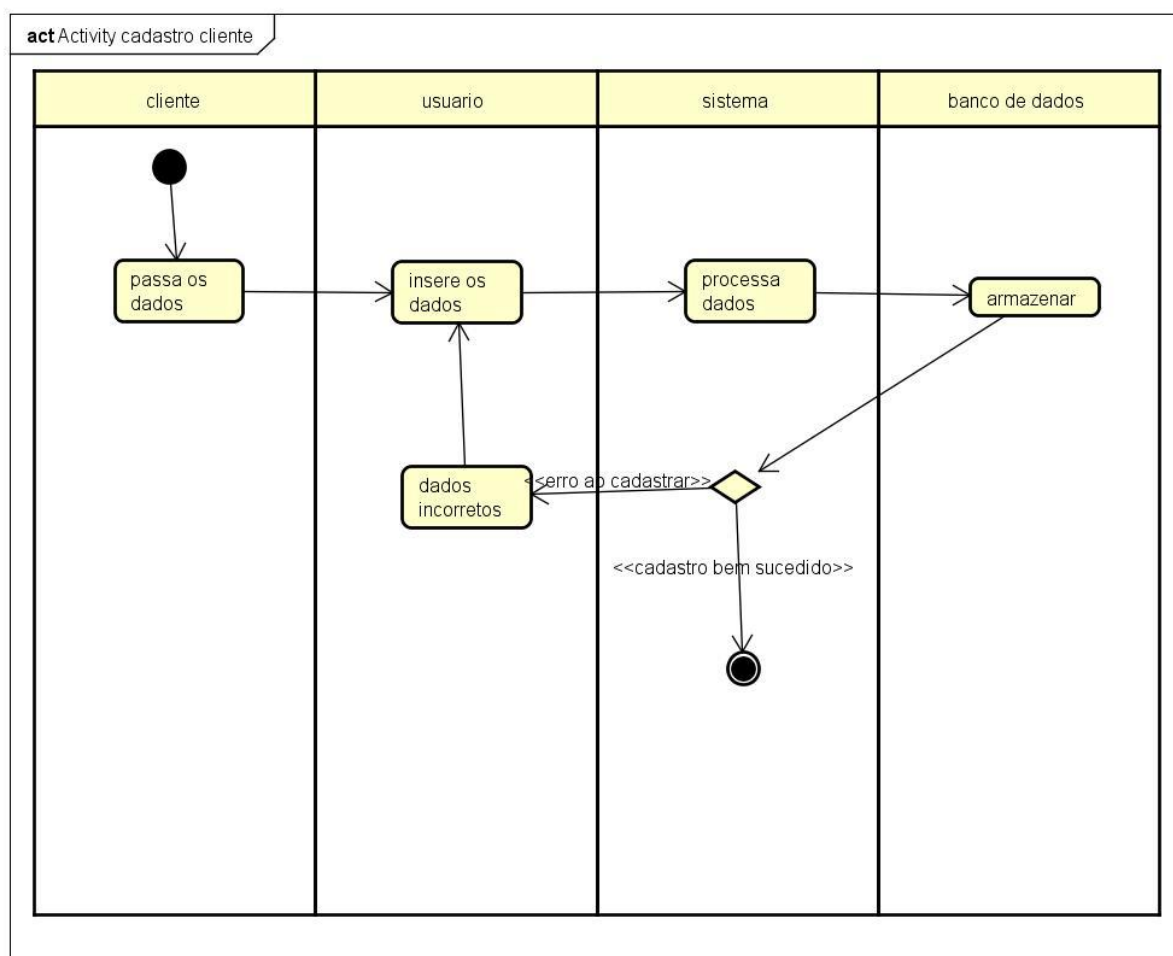 act Activity cadastro cliente
cliente
usuario
sistema
banco de dados
passa os
dados
insere os
dados
processa
dados
armazenar
dados
incorretos
<<erro ao cadastrar>>
<<cadastro bem sucedido>>